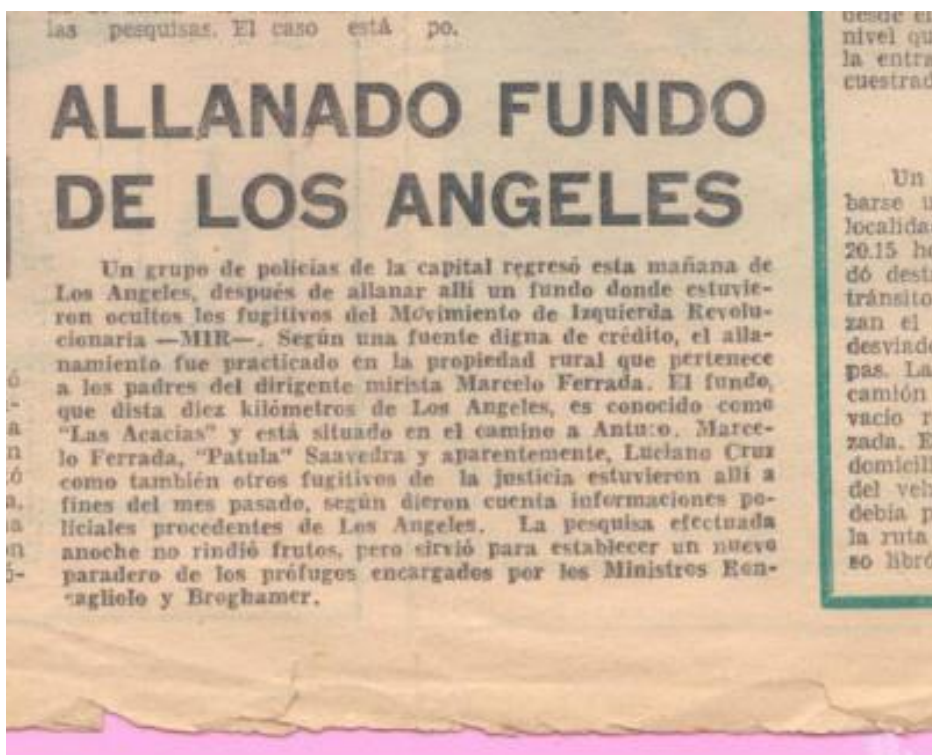 las pesquisas. El caso está po.
ALLANADO FUNDO
DE LOS ANGELES
Un grupo de policías de la capital regresó esta mañana de
Los Angeles, después de allanar allí un fundo donde estuvie-
ron ocultos los fugitivos del Movimiento de Izquierda Revolu-
cionaria —MIR—. Según una fuente digna de crédito, el alla-
namiento fue practicado en la propiedad rural que pertenece
a los padres del dirigente mirista Marcelo Ferrada. El fundo,
que dista diez kilómetros de Los Angeles, es conocido como
"Las Acacias" y está situado en el camino a Antuco. Marce-
lo Ferrada, "Patula" Saavedra y aparentemente, Luciano Cruz
como también otros fugitivos de la justicia estuvieron allí a
fines del mes pasado, según dieron cuenta informaciones po-
liciales procedentes de Los Angeles. La pesquisa efectuada
anoche no rindió frutos, pero sirvió para establecer un nuevo
paradero de los prófugos encargados por los Ministros Ron-
cagliolo y Broghamer.
desde el
nivel qu
la entra
cuestrad
Un
barse u
localida
20.15 ho
dó desta
tránsito
zan el
desviade
pas. La
camión
vacío r
zada. E
domicili
del veh
debía p
la ruta
so libró